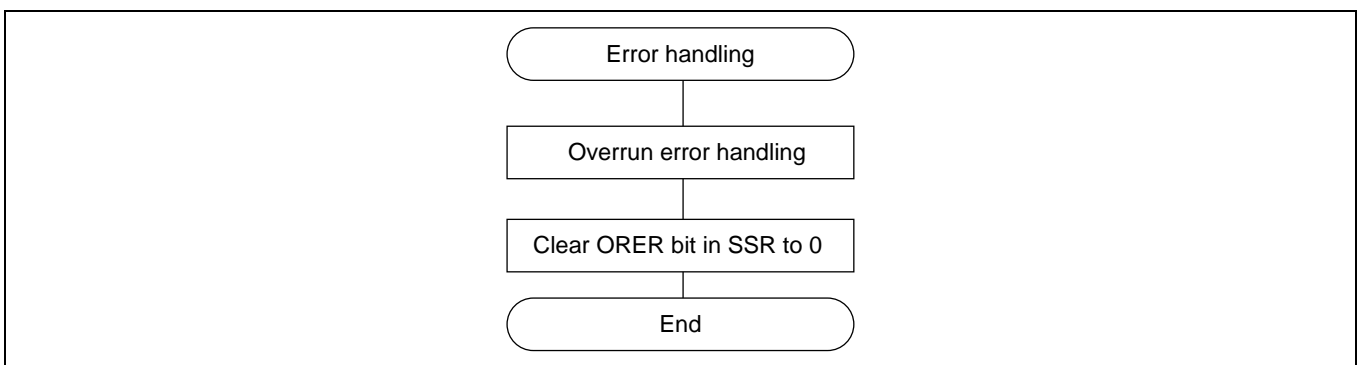 Error handling
Overrun error handling
Clear ORER bit in SSR to 0
End